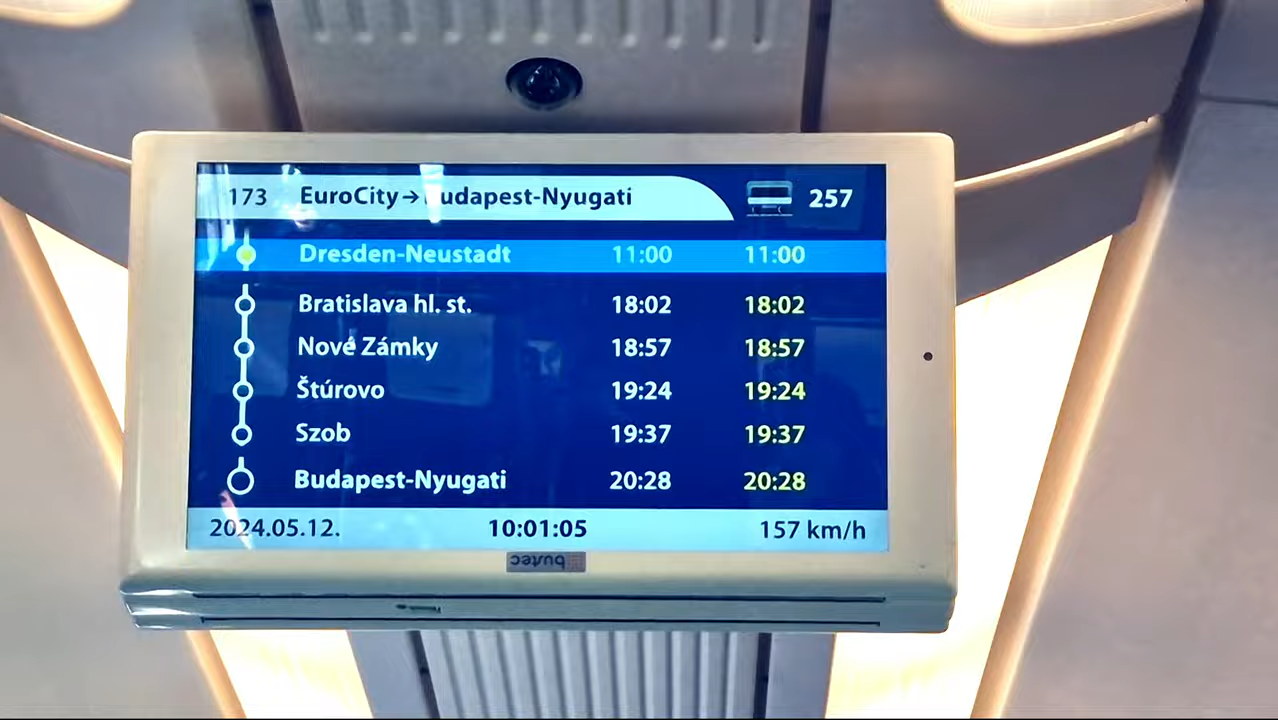 173 EuroCity → Budapest-Nyugati 257
Dresden-Neustadt 11:00 11:00
Bratislava hl. st. 18:02 18:02
Nové Zámky 18:57 18:57
Štúrovo 19:24 19:24
Szob 19:37 19:37
Budapest-Nyugati 20:28 20:28
2024.05.12. 10:01:05 157 km/h
bustec